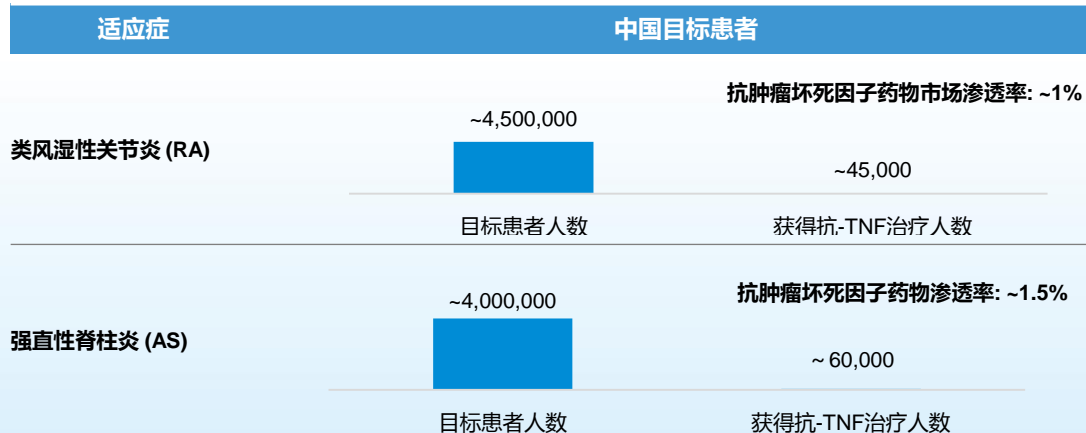 适应症
中国目标患者
抗肿瘤坏死因子药物市场渗透率: ~1%
~4,500,000
类风湿性关节炎 (RA)
~45,000
目标患者人数
获得抗-TNF治疗人数
抗肿瘤坏死因子药物渗透率: ~1.5%
~4,000,000
强直性脊柱炎 (AS)
~ 60,000
目标患者人数
获得抗-TNF治疗人数